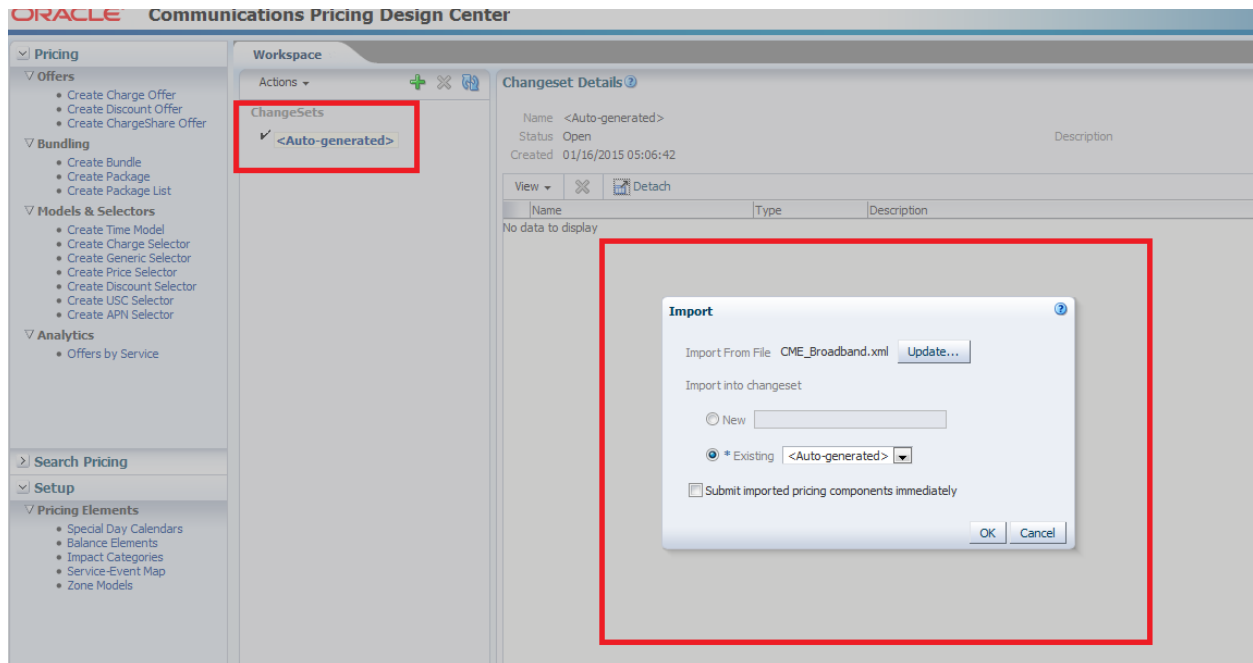 ORACLE Communications Pricing Design Center
Pricing
Offers
Create Charge Offer
Create Discount Offer
Create ChargeShare Offer
Bundling
Create Bundle
Create Package
Create Package List
Models & Selectors
Create Time Model
Create Charge Selector
Create Generic Selector
Create Price Selector
Create Discount Selector
Create USC Selector
Create APN Selector
Analytics
Offers by Service
Search Pricing
Setup
Pricing Elements
Special Day Calendars
Balance Elements
Impact Categories
Service-Event Map
Zone Models
Workspace
Actions
ChangeSets
<Auto-generated>
Changeset Details ?
Name <Auto-generated>
Status Open
Description
Created 01/16/2015 05:06:42
View Detach
Name Type Description
No data to display
Import ?
Import From File CME_Broadband.xml Update...
Import into changeset
New
* Existing <Auto-generated>
Submit imported pricing components immediately
OK Cancel